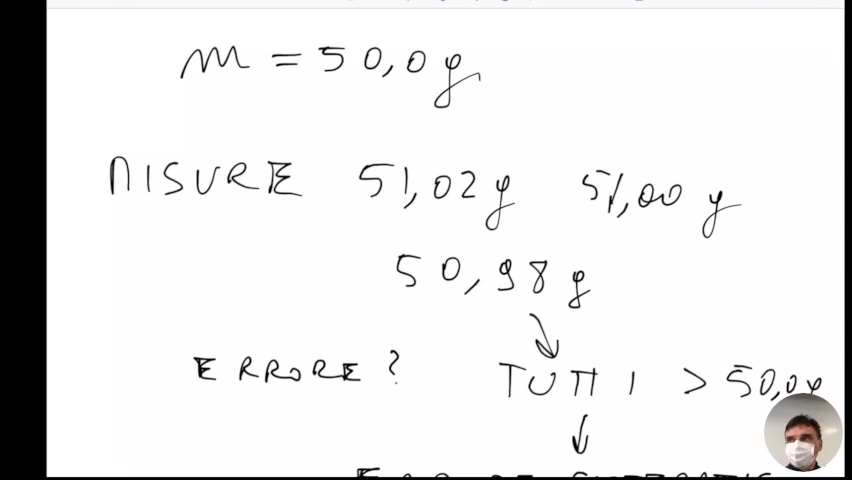 m = 50,0 g
MISURE 51,02 g 51,00 g
50,98 g
ERRORE? TUTTI > 50,0 g